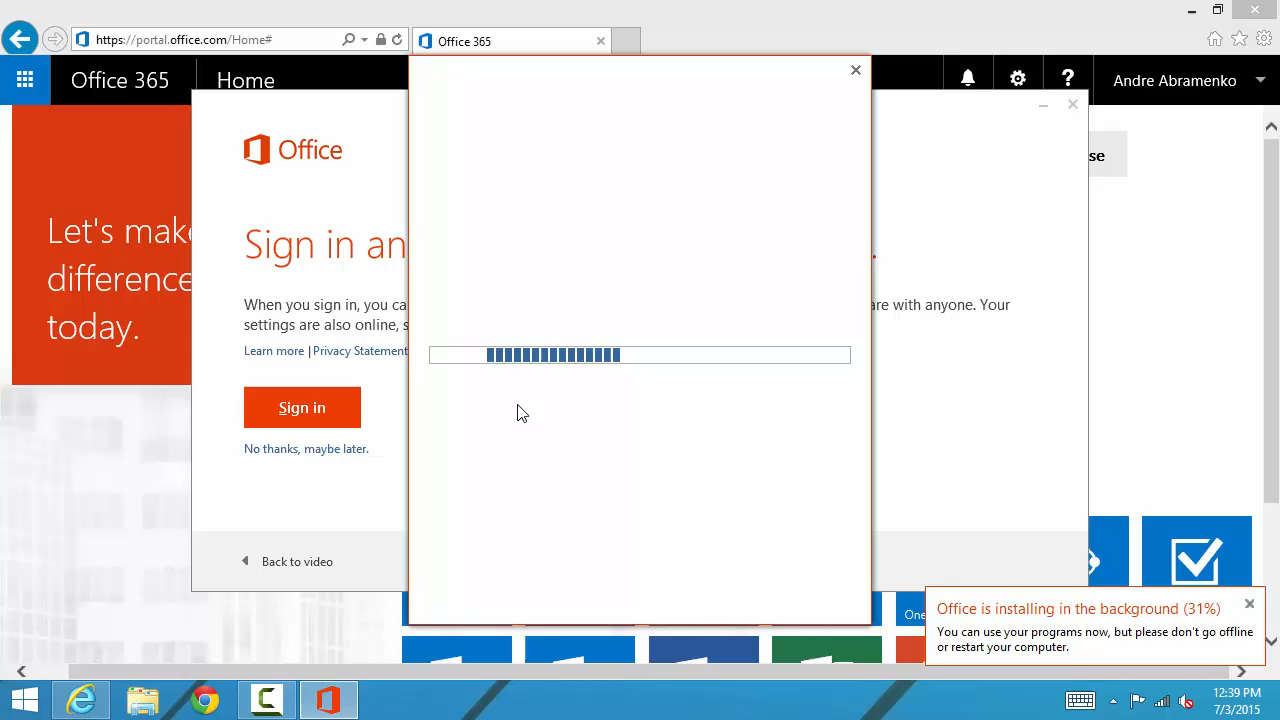 https://portal.office.com/Home#
Office 365
Office 365
Home
?
Andre Abramenko
Office
se
Let's make
difference
today.
Sign in an
.
When you sign in, you ca
are with anyone. Your
settings are also online, s
Learn more | Privacy Statement
Sign in
No thanks, maybe later.
Back to video
One
Office is installing in the background (31%)
You can use your programs now, but please don't go offline
or restart your computer.
12:39 PM
7/3/2015